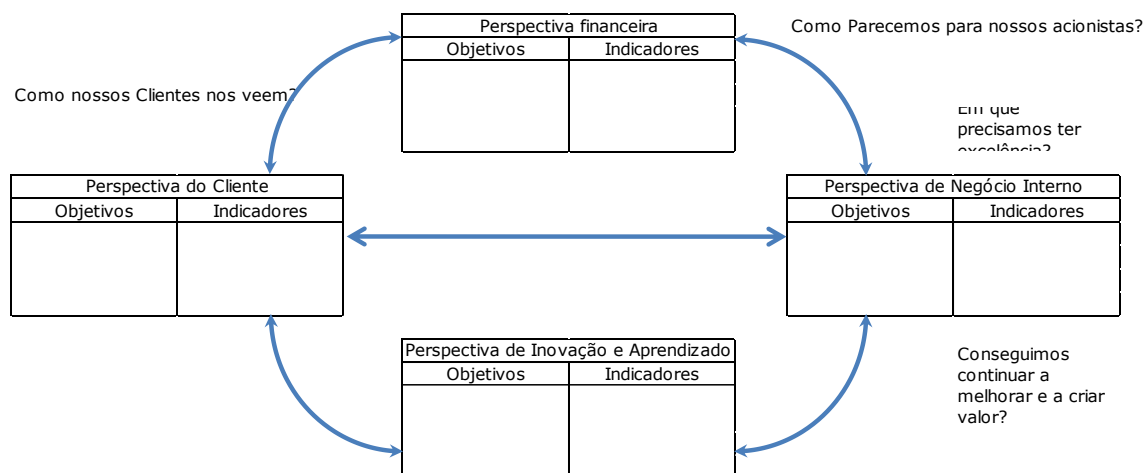 Perspectiva financeira
Objetivos Indicadores
Como Parecemos para nossos acionistas?
Como nossos Clientes nos veem?
Em que
precisamos ter
excelência?
Perspectiva do Cliente
Objetivos Indicadores
Perspectiva de Negócio Interno
Objetivos Indicadores
Perspectiva de Inovação e Aprendizado
Objetivos Indicadores
Conseguimos
continuar a
melhorar e a criar
valor?